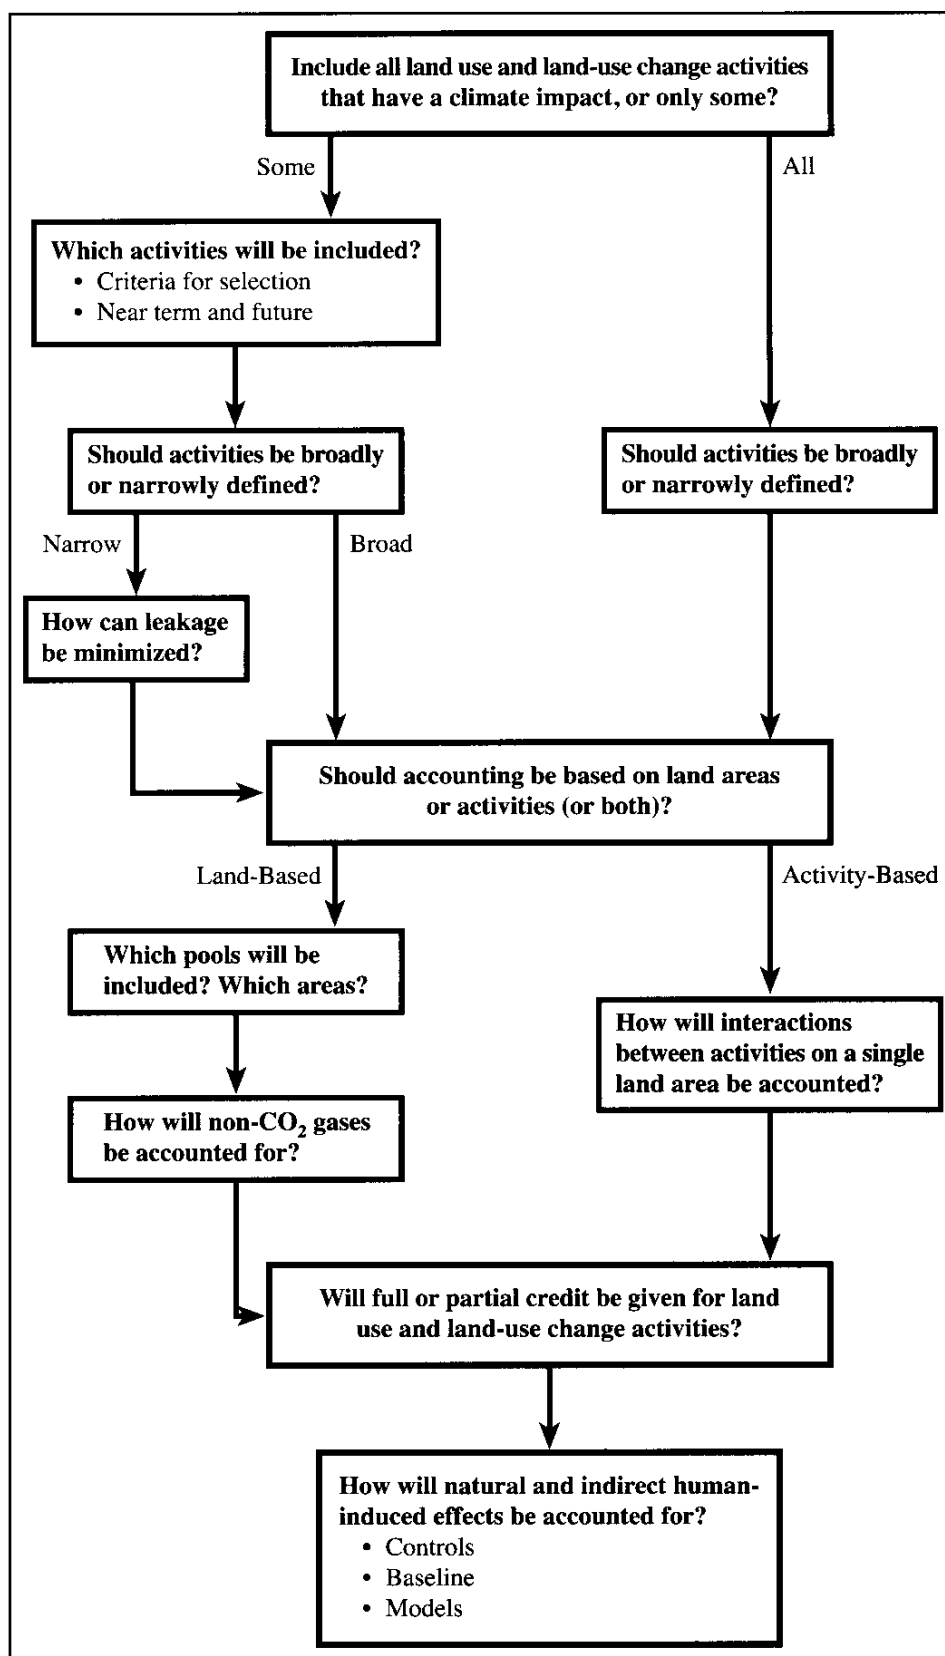 Include all land use and land-use change activities
that have a climate impact, or only some?
Some
All
Which activities will be included?
• Criteria for selection
• Near term and future
Should activities be broadly
or narrowly defined?
Should activities be broadly
or narrowly defined?
Narrow
Broad
How can leakage
be minimized?
Should accounting be based on land areas
or activities (or both)?
Land-Based
Activity-Based
Which pools will be
included? Which areas?
How will interactions
between activities on a single
land area be accounted?
How will non-CO₂ gases
be accounted for?
Will full or partial credit be given for land
use and land-use change activities?
How will natural and indirect human-
induced effects be accounted for?
• Controls
• Baseline
• Models